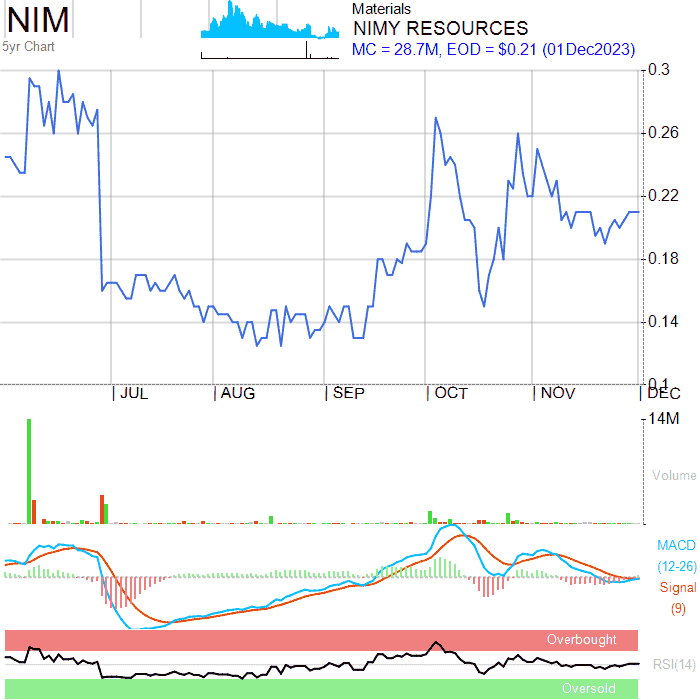 NIM
5yr Chart
Materials
NIMY RESOURCES
MC = 28.7M, EOD = $0.21 (01Dec2023)
0.3
0.26
0.22
0.18
0.14
0.1
JUL AUG SEP OCT NOV DEC
14M
Volume
MACD
(12-26)
Signal
(9)
Overbought
RSI(14)
Oversold